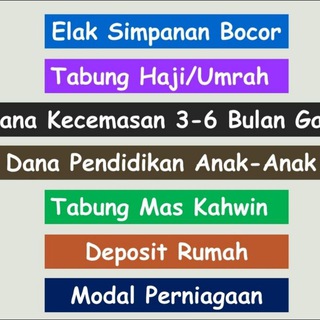 Elak Simpanan Bocor
Tabung Haji/Umrah
ana Kecemasan 3-6 Bulan Ga
Dana Pendidikan Anak-Anak
Tabung Mas Kahwin
Deposit Rumah
Modal Perniagaan